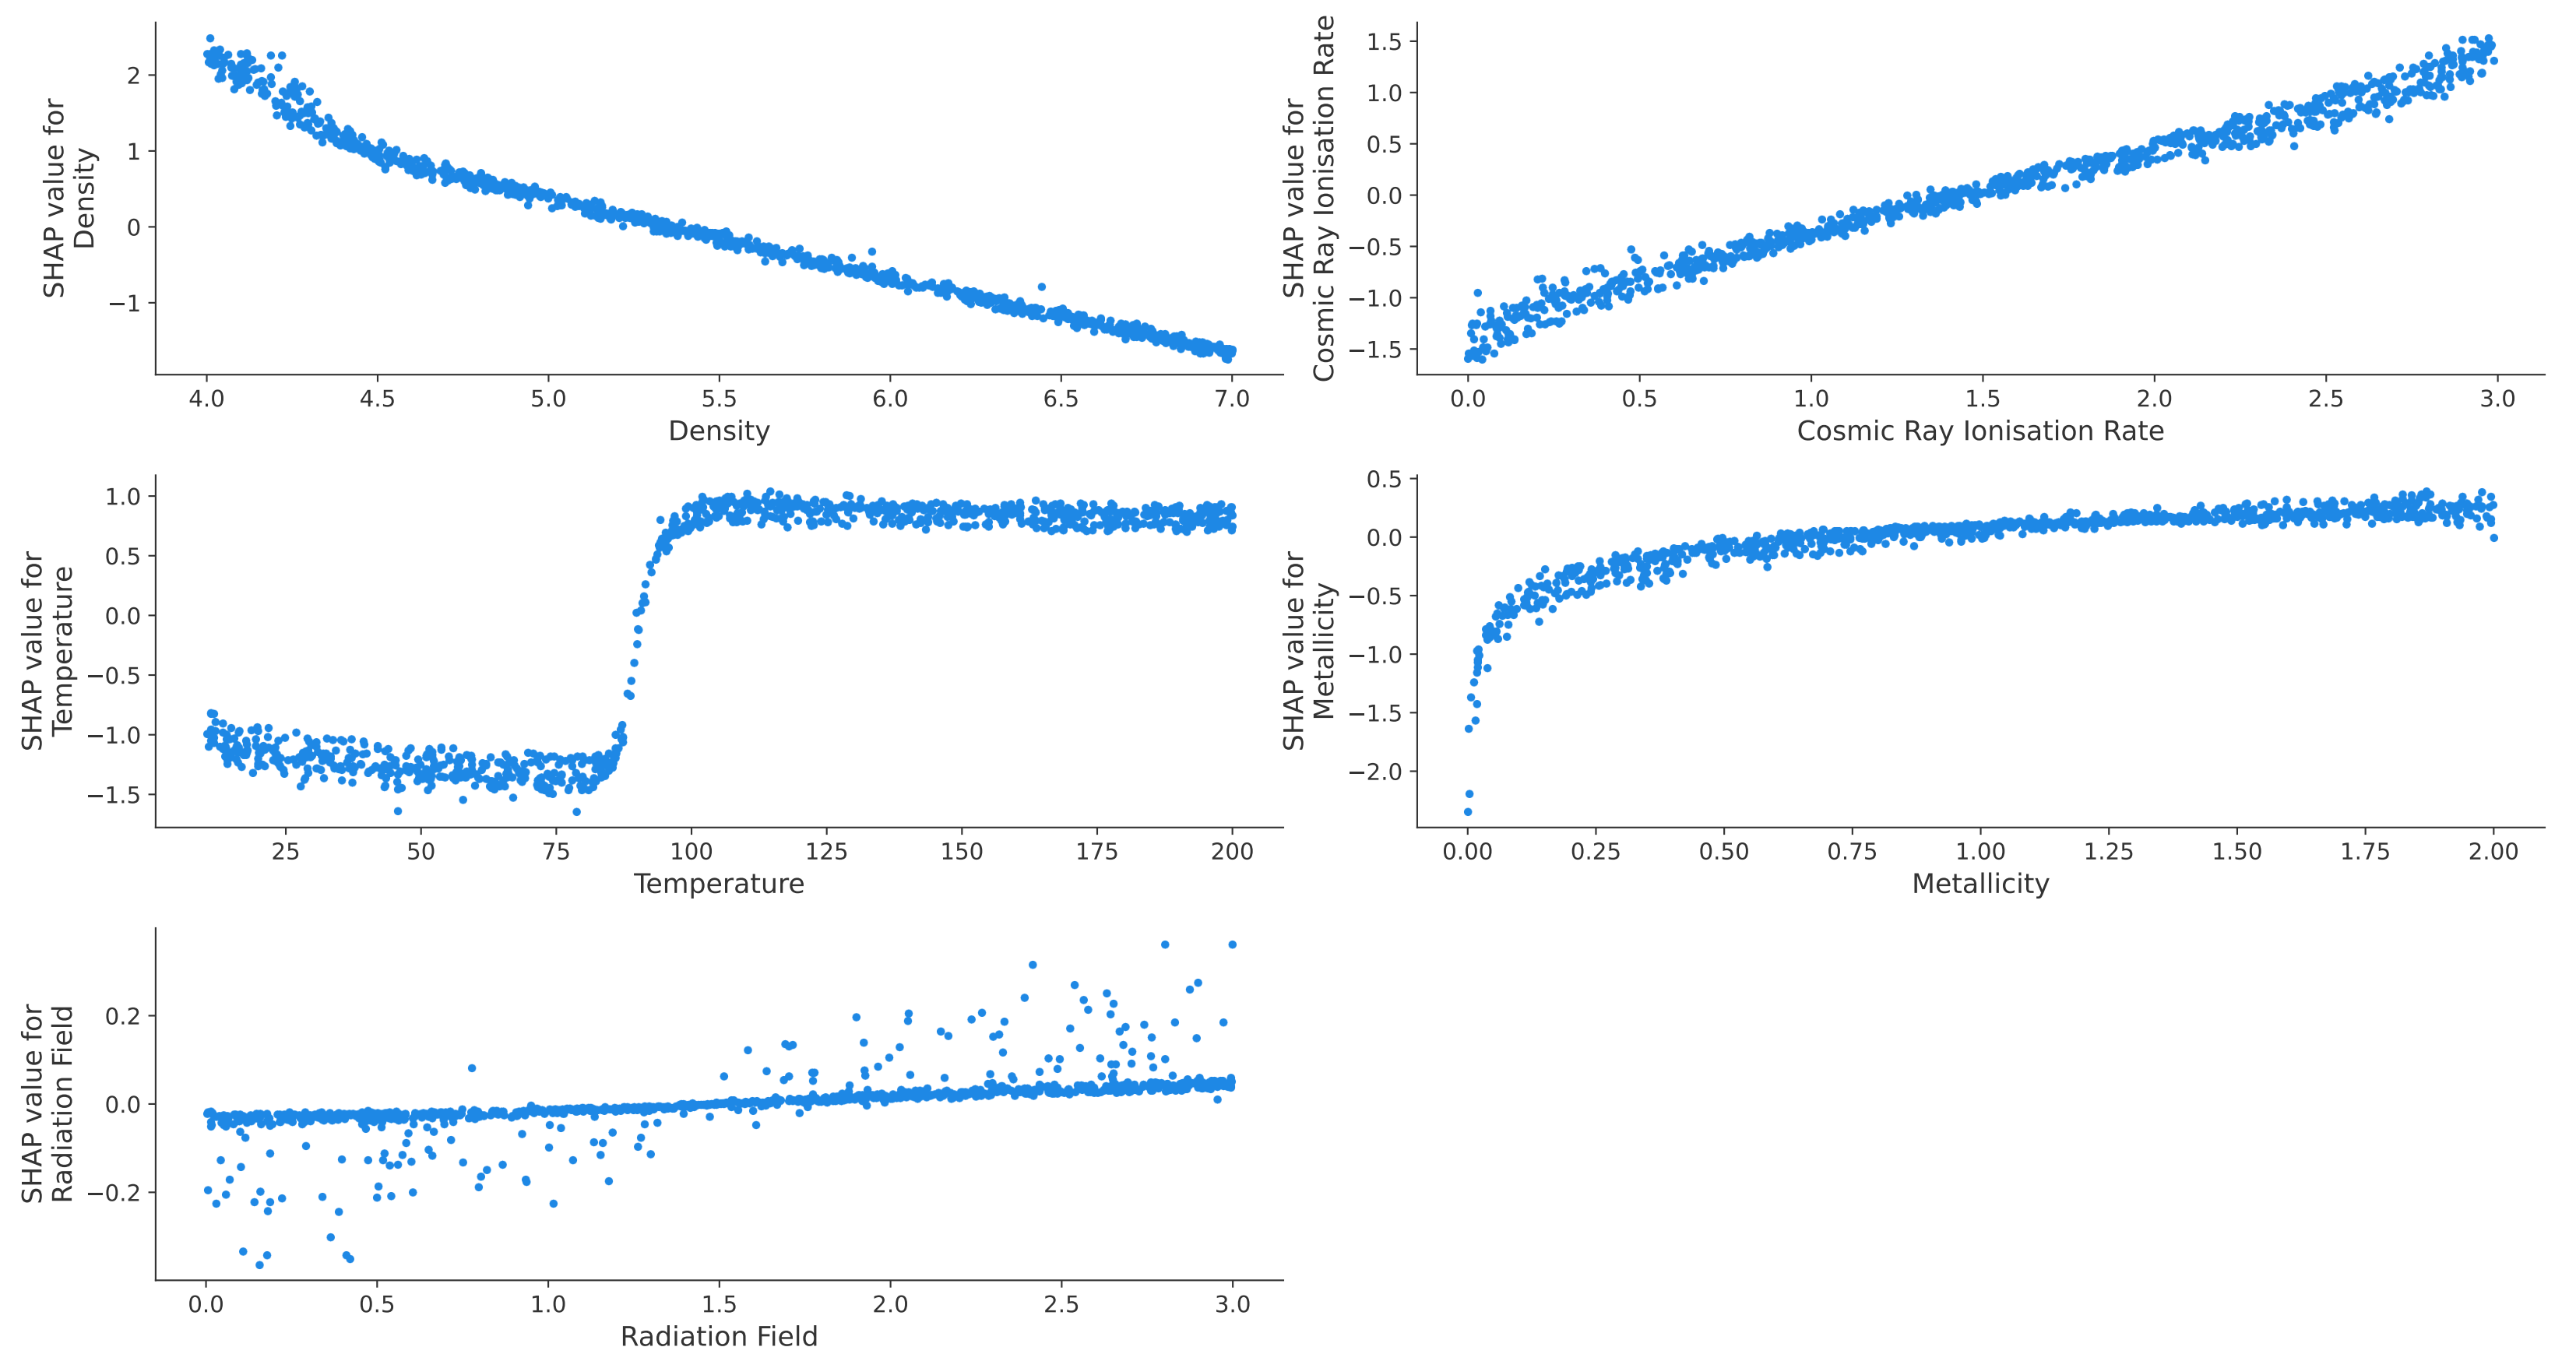 SHAP value for
Density
2
1
0
−1
4.0 4.5 5.0 5.5 6.0 6.5 7.0
Density
SHAP value for
Cosmic Ray Ionisation Rate
1.5
1.0
0.5
0.0
−0.5
−1.0
−1.5
0.0 0.5 1.0 1.5 2.0 2.5 3.0
Cosmic Ray Ionisation Rate
SHAP value for
Temperature
1.0
0.5
0.0
−0.5
−1.0
−1.5
25 50 75 100 125 150 175 200
Temperature
SHAP value for
Metallicity
0.5
0.0
−0.5
−1.0
−1.5
−2.0
0.00 0.25 0.50 0.75 1.00 1.25 1.50 1.75 2.00
Metallicity
SHAP value for
Radiation Field
0.2
0.0
−0.2
0.0 0.5 1.0 1.5 2.0 2.5 3.0
Radiation Field